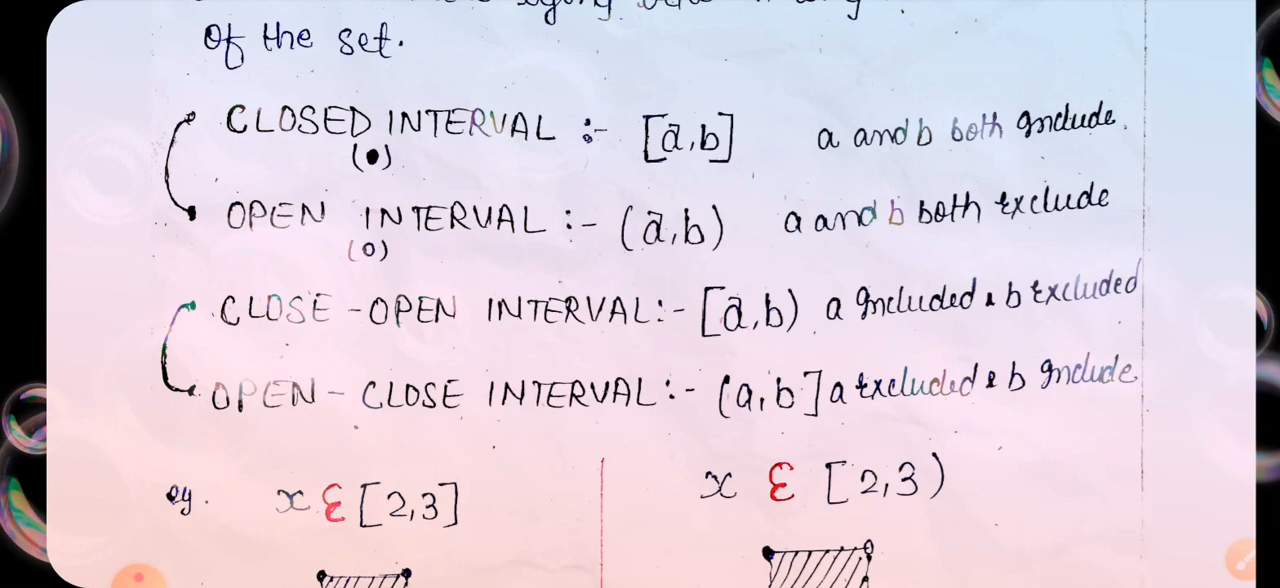 Of the set.
CLOSED INTERVAL :- [a,b] a and b both Include.
(•)
OPEN INTERVAL :- (a,b) a and b both Exclude
(o)
CLOSE-OPEN INTERVAL:- [a,b) a Included & b Excluded
OPEN-CLOSE INTERVAL:- (a,b] a Excluded & b Include
eg. x ε [2,3]
x ε [2,3)